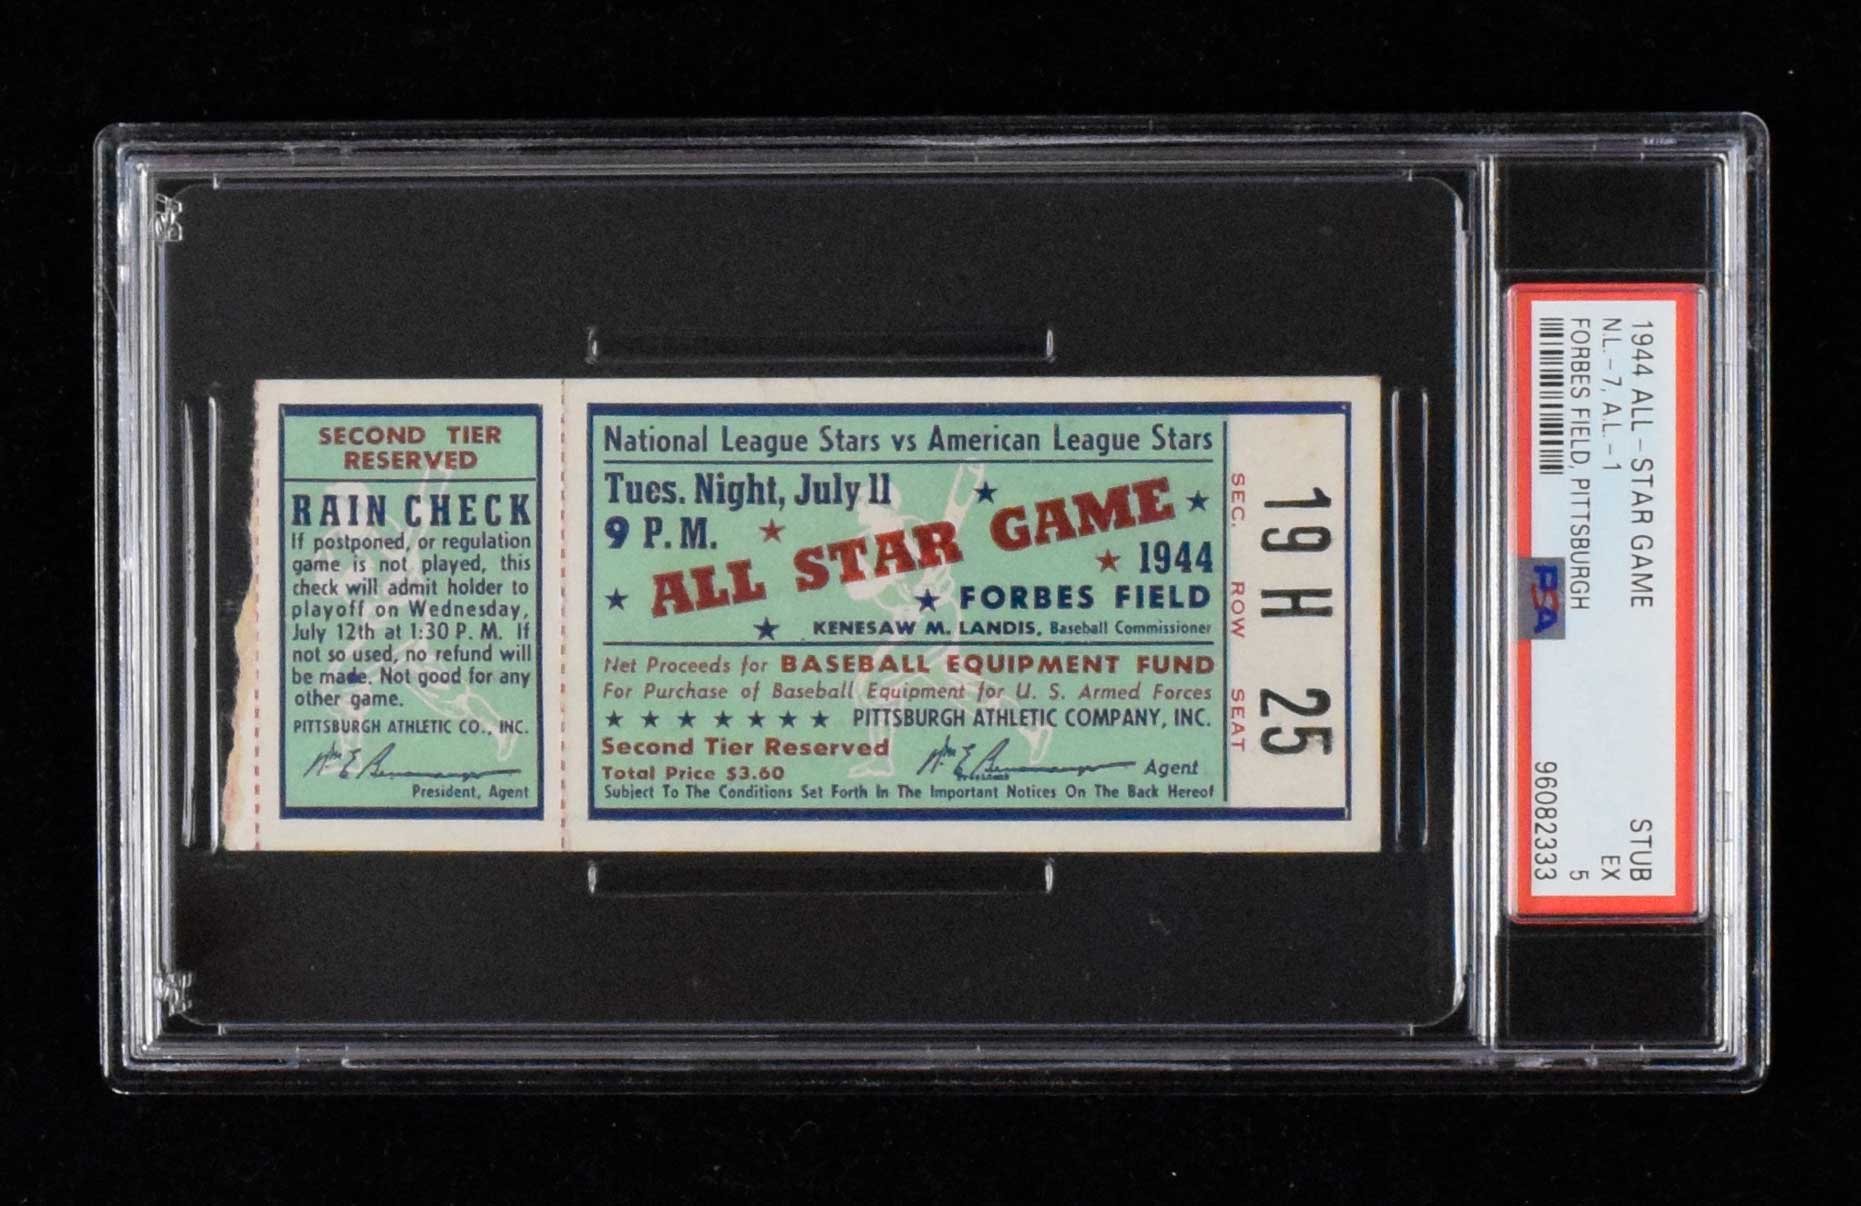 SECOND TIER
RESERVED
RAIN CHECK
If postponed, or regulation
game is not played, this
check will admit holder to
playoff on Wednesday,
July 12th at 1:30 P. M. If
not so used, no refund will
be made. Not good for any
other game.
PITTSBURGH ATHLETIC CO., INC.
Wm E Benswanger
President, Agent
National League Stars vs American League Stars
Tues. Night, July 11
9 P. M.
ALL STAR GAME
1944
FORBES FIELD
KENESAW M. LANDIS, Baseball Commissioner
Net Proceeds for BASEBALL EQUIPMENT FUND
For Purchase of Baseball Equipment for U. S. Armed Forces
PITTSBURGH ATHLETIC COMPANY, INC.
Second Tier Reserved
Wm E Benswanger Agent
President
Total Price $3.60
Subject To The Conditions Set Forth In The Important Notices On The Back Hereof
SEC. ROW SEAT
19 H 25
1944 ALL-STAR GAME STUB
N.L.-7, A.L.-1 EX
FORBES FIELD, PITTSBURGH 5
96082333
PSA